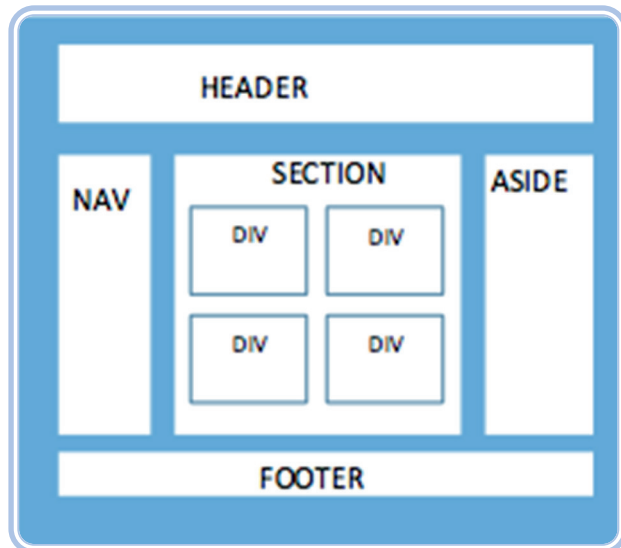 HEADER
NAV
SECTION
DIV DIV
DIV DIV
ASIDE
FOOTER